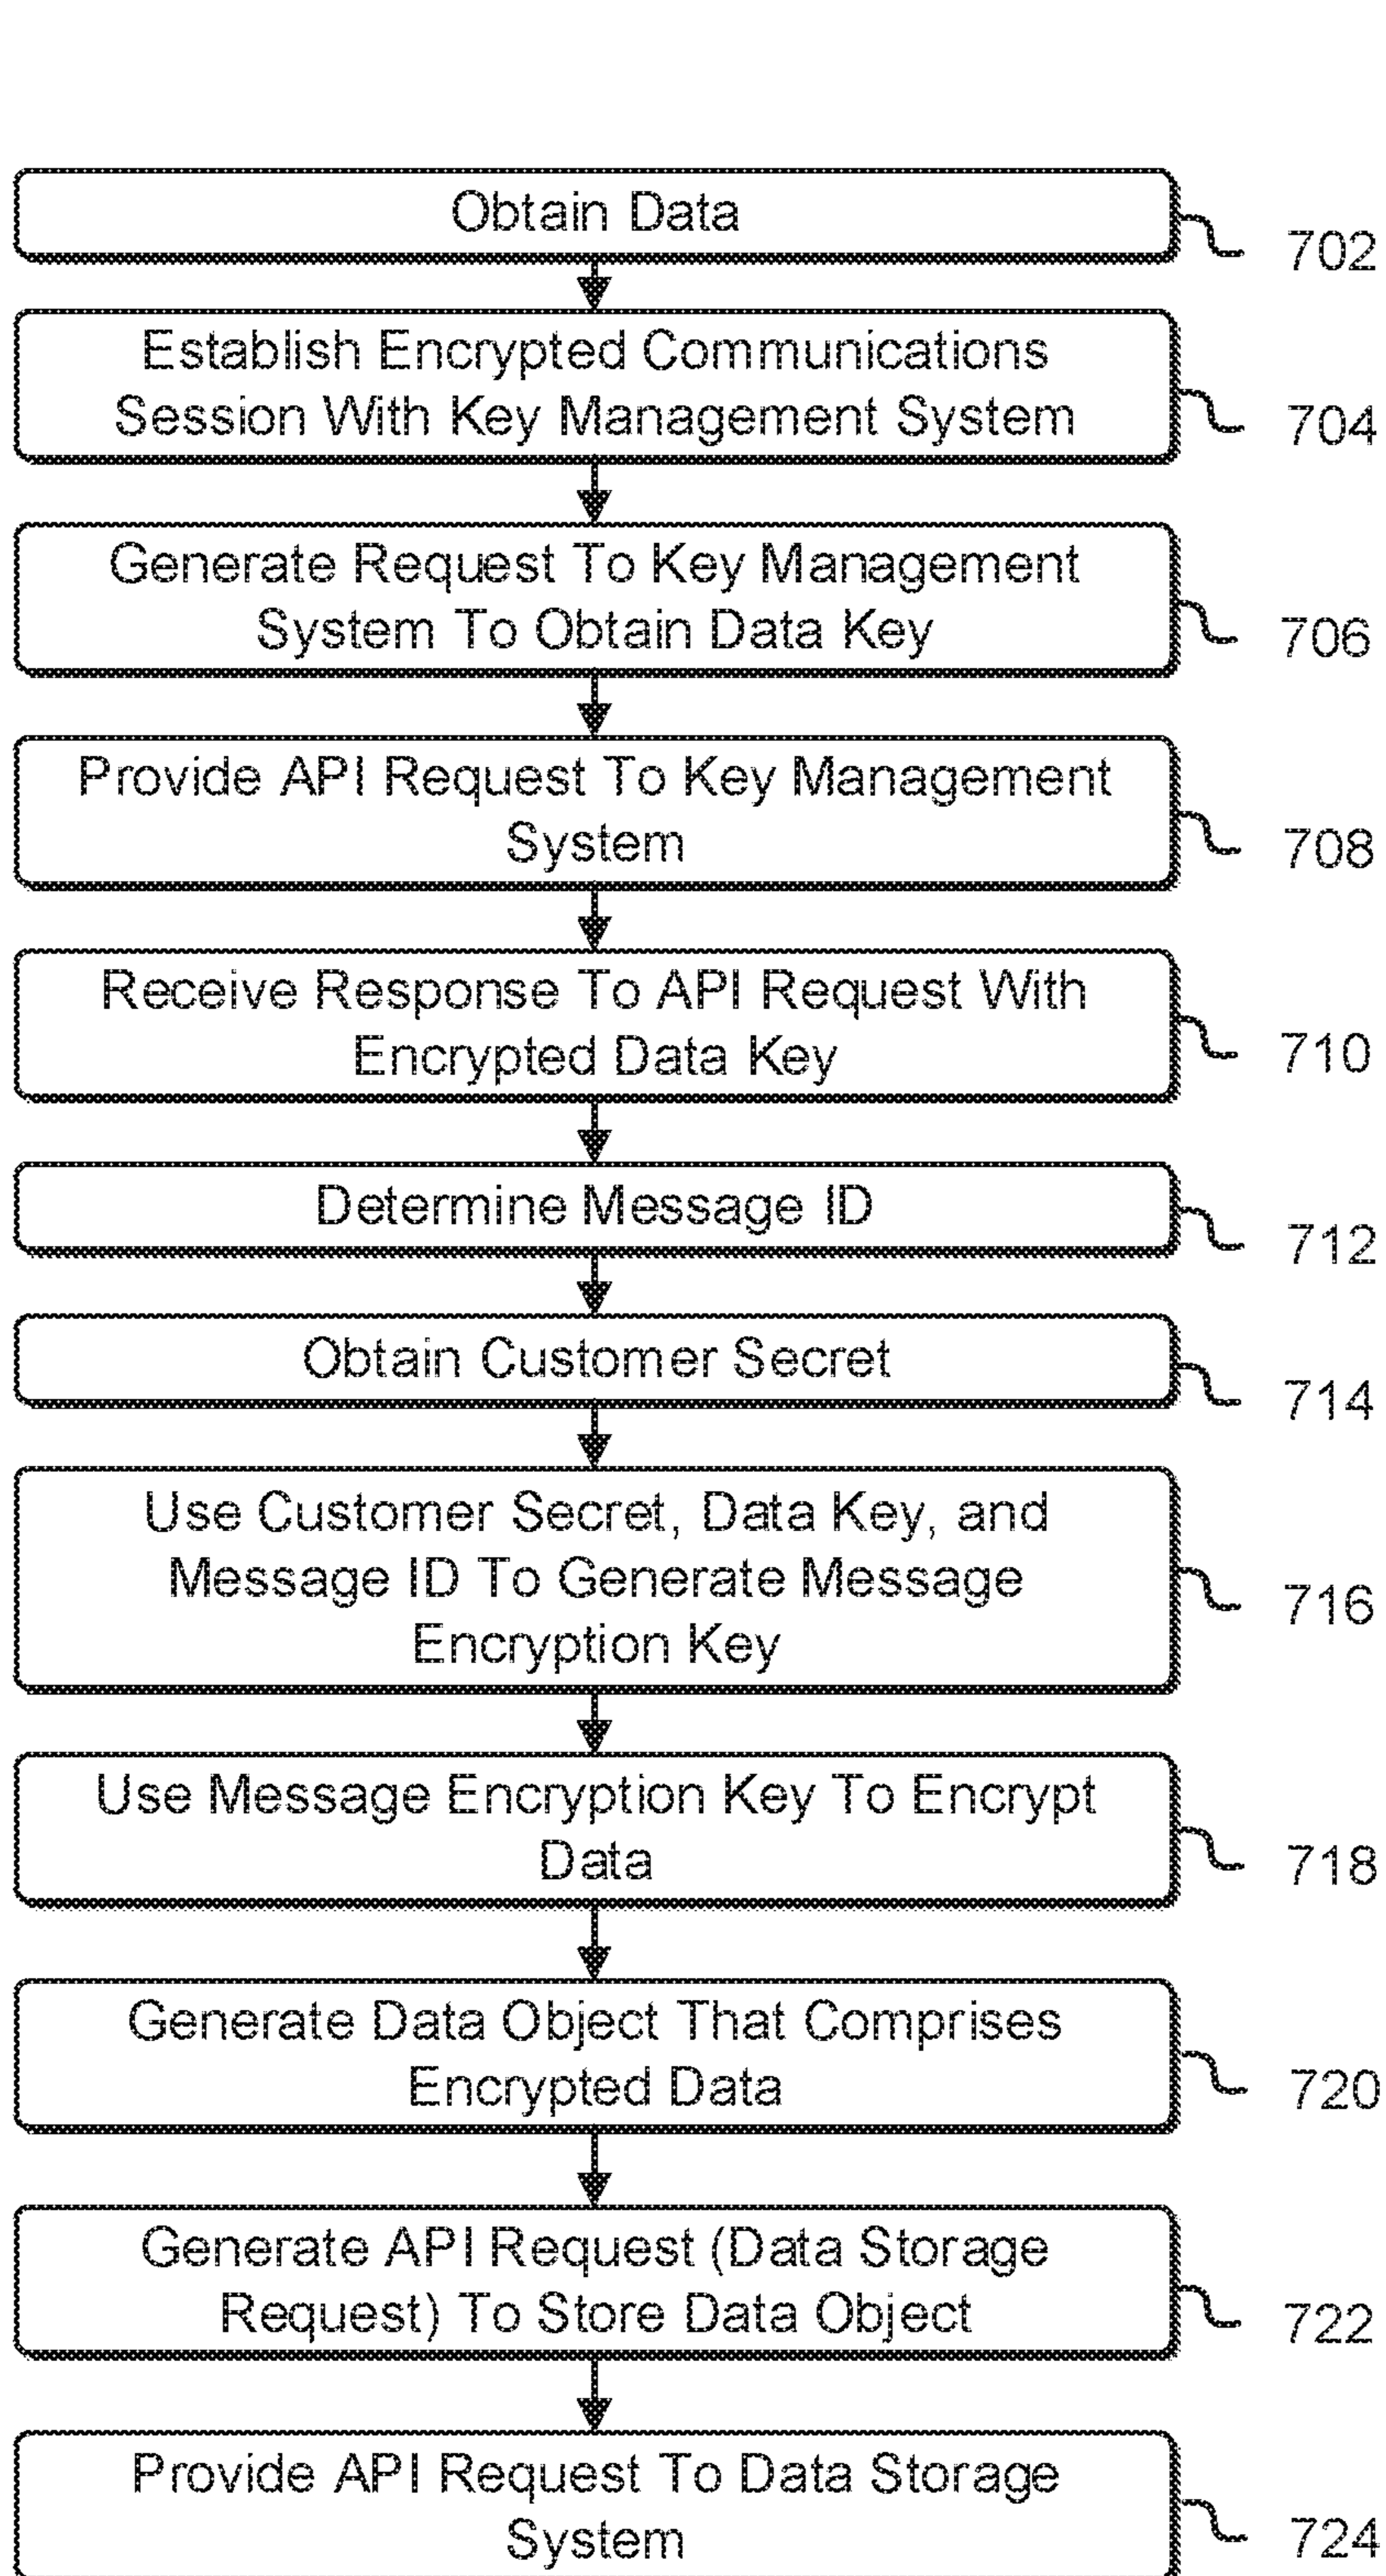 Obtain Data
702
Establish Encrypted Communications
Session With Key Management System
704
Generate Request To Key Management
System To Obtain Data Key
706
Provide API Request To Key Management
System
708
Receive Response To API Request With
Encrypted Data Key
710
Determine Message ID
712
Obtain Customer Secret
714
Use Customer Secret, Data Key, and
Message ID To Generate Message
Encryption Key
716
Use Message Encryption Key To Encrypt
Data
718
Generate Data Object That Comprises
Encrypted Data
720
Generate API Request (Data Storage
Request) To Store Data Object
722
Provide API Request To Data Storage
System
724